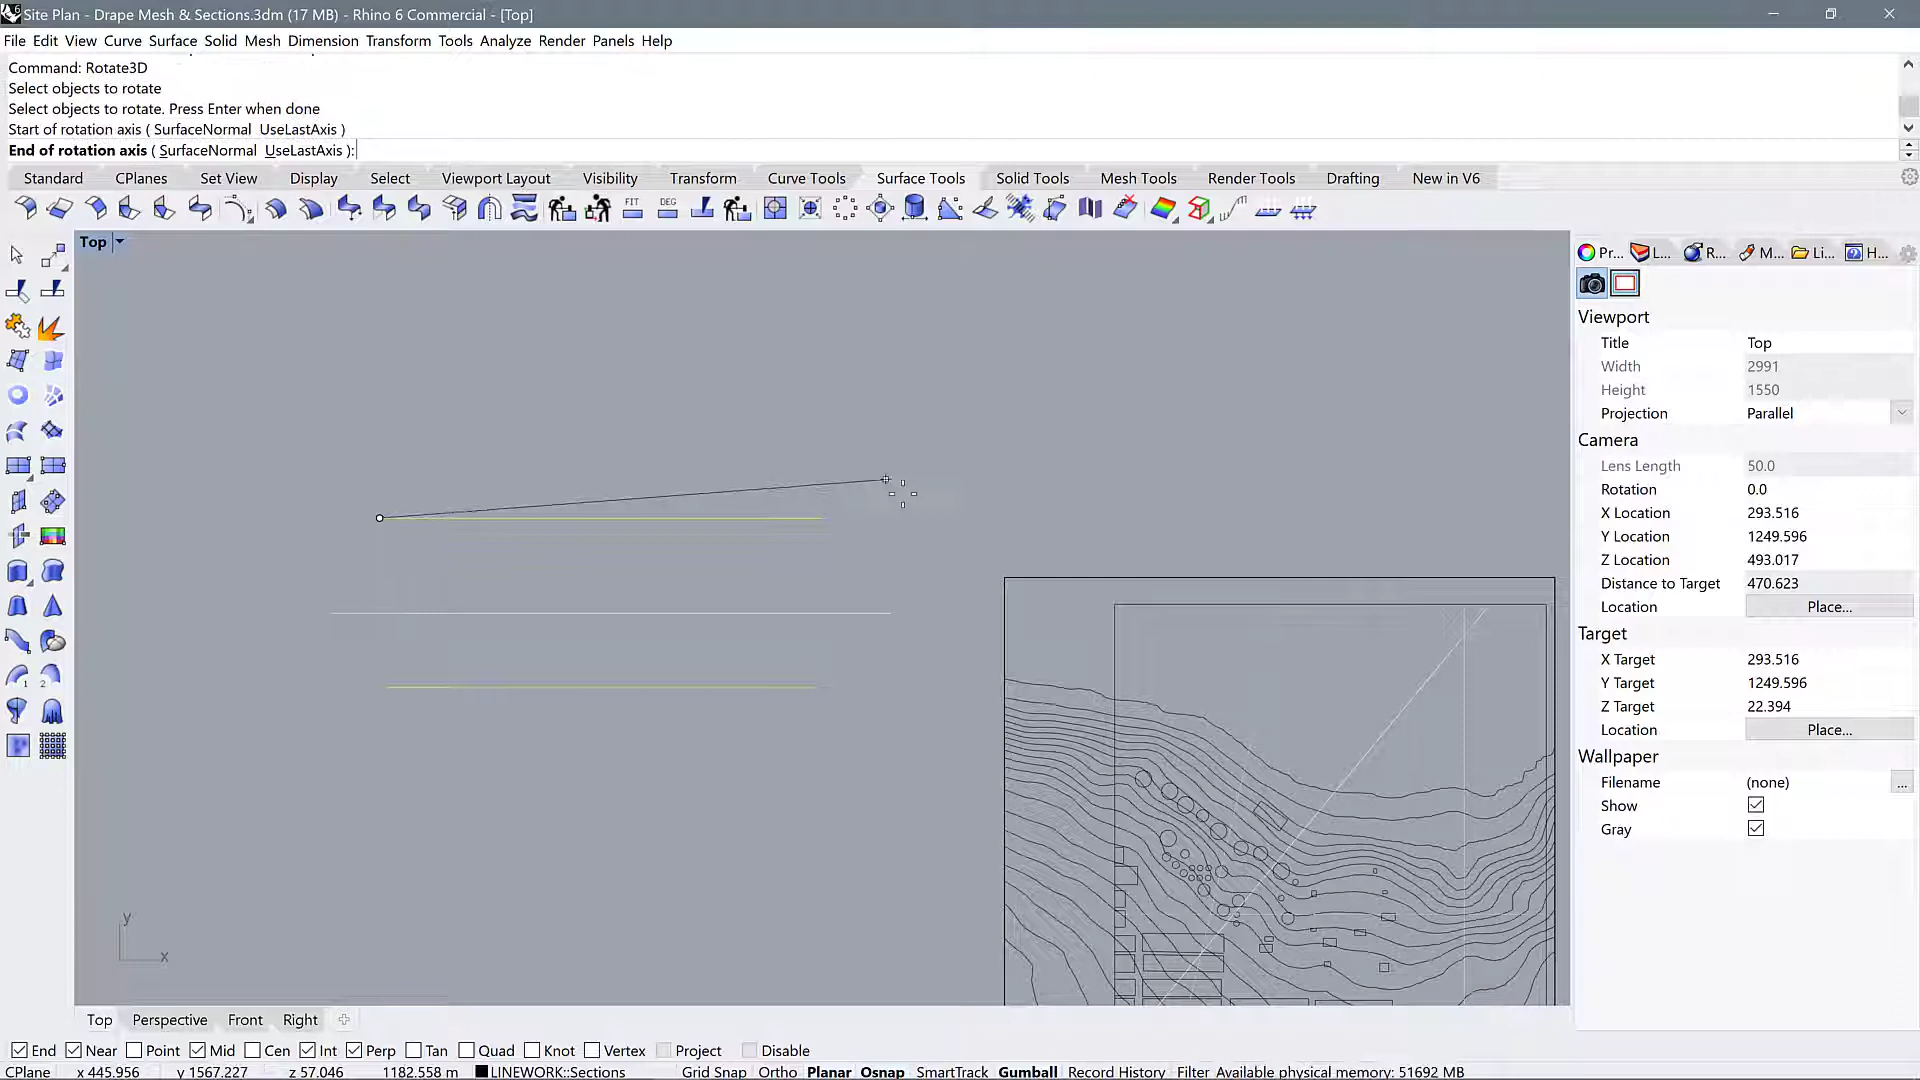 Site Plan - Drape Mesh & Sections.3dm (17 MB) - Rhino 6 Commercial - [Top]
File Edit View Curve Surface Solid Mesh Dimension Transform Tools Analyze Render Panels Help
Command: Rotate3D
Select objects to rotate
Select objects to rotate. Press Enter when done
Start of rotation axis ( SurfaceNormal UseLastAxis )
End of rotation axis ( SurfaceNormal UseLastAxis ):
Standard CPlanes Set View Display Select Viewport Layout Visibility Transform Curve Tools Surface Tools Solid Tools Mesh Tools Render Tools Drafting New in V6
FIT DEG
Top
Pr... L... R... M... Li... H...
Viewport
Title Top
Width 2991
Height 1550
Projection Parallel
Camera
Lens Length 50.0
Rotation 0.0
X Location 293.516
Y Location 1249.596
Z Location 493.017
Distance to Target 470.623
Location Place...
Target
X Target 293.516
Y Target 1249.596
Z Target 22.394
Location Place...
Wallpaper
Filename (none) ...
Show
Gray
y
x
Top Perspective Front Right
End Near Point Mid Cen Int Perp Tan Quad Knot Vertex Project Disable
CPlane x 445.956 y 1567.227 z 57.046 1182.558 m LINEWORK::Sections Grid Snap Ortho Planar Osnap SmartTrack Gumball Record History Filter Available physical memory: 51692 MB